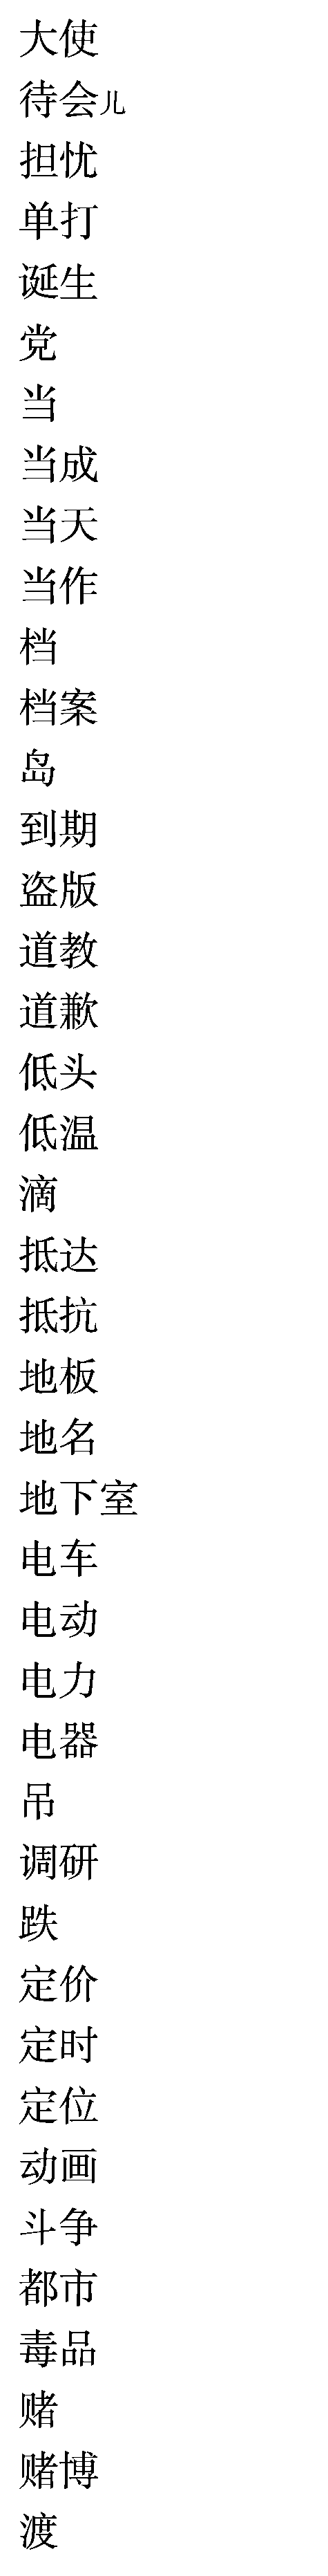 大使
待会儿
担忧
单打
诞生
党
当
当成
当天
当作
档
档案
岛
到期
盗版
道教
道歉
低头
低温
滴
抵达
抵抗
地板
地名
地下室
电车
电动
电力
电器
吊
调研
跌
定价
定时
定位
动画
斗争
都市
毒品
赌
赌博
渡